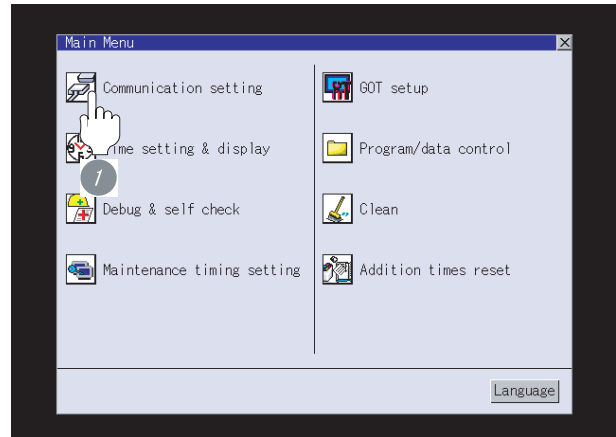 Main Menu
Communication setting
GOT setup
Time setting & display
Program/data control
1
Debug & self check
Clean
Maintenance timing setting
Addition times reset
Language